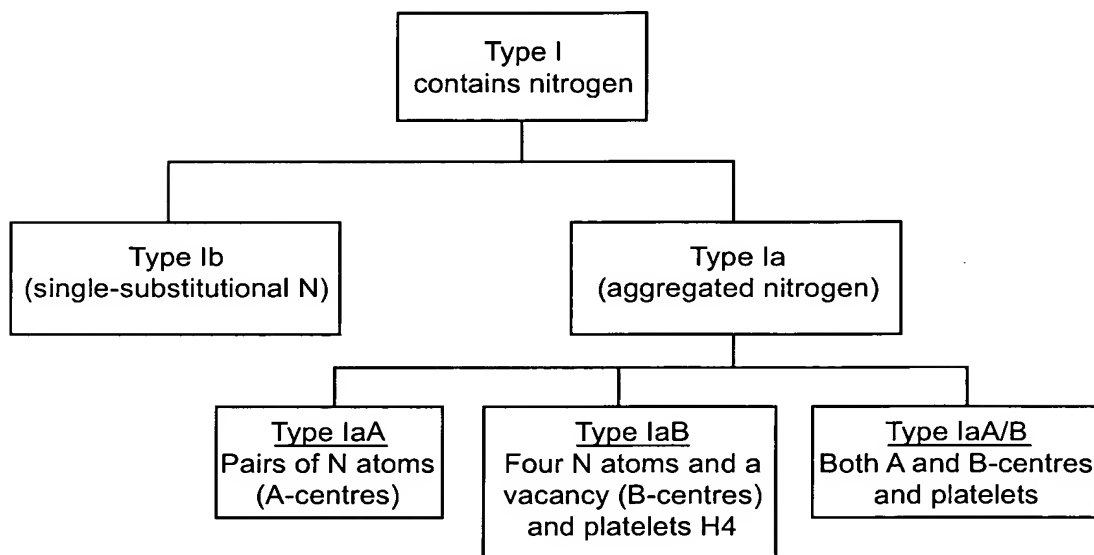 Type I
contains nitrogen
Type Ib
(single-substitutional N)
Type Ia
(aggregated nitrogen)
Type IaA
Pairs of N atoms
(A-centres)
Type IaB
Four N atoms and a
vacancy (B-centres)
and platelets H4
Type IaA/B
Both A and B-centres
and platelets